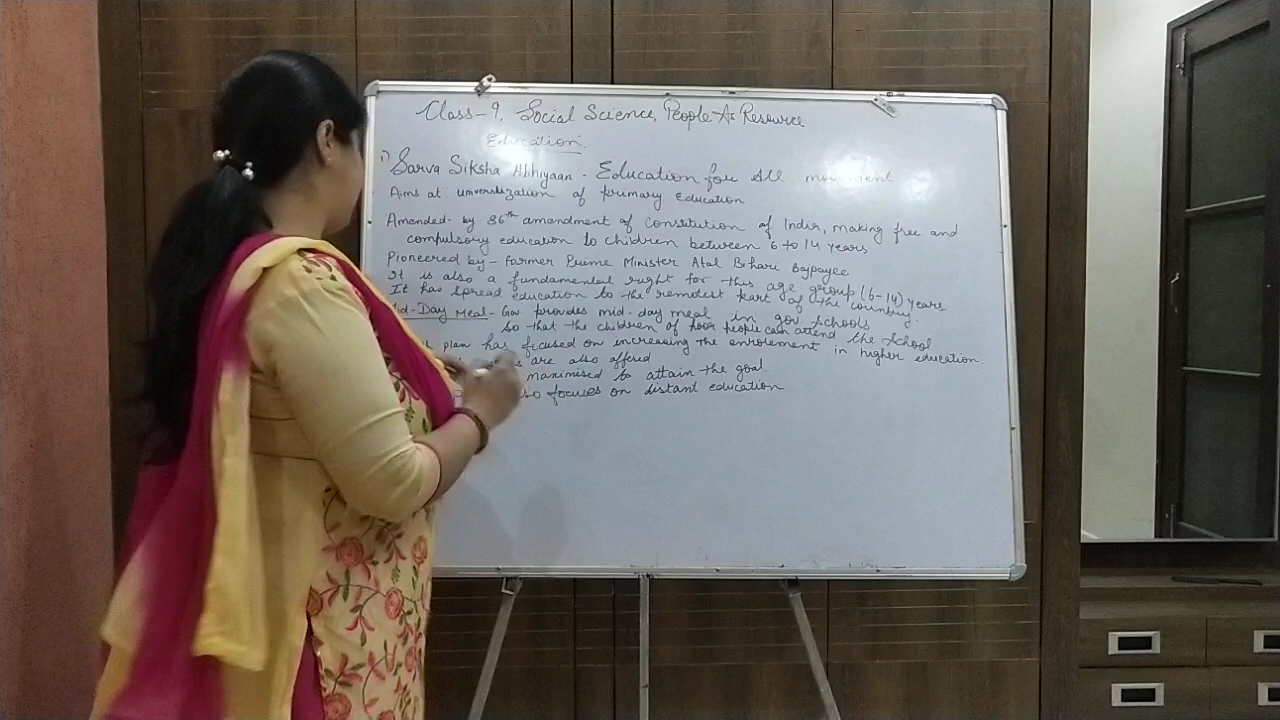 Class-9, Social Science, People As Resource
Education:
1) Sarva Siksha Abhiyaan - Education for All movement
Aims at universlization of primary Education
Amended by 86th amendment of Constitution of India, making free and
compulsory education to children between 6 to 14 years,
Pioneered by - Former Prime Minister Atal Bihari Bajpayee
It is also a fundamental right for this age group (6-14) years
It has spread education to the remotest part of the country.
Mid-Day Meal - Gov. provides mid-day meal in gov. schools
so that the children of poor people can attend the School
plan has focused on increasing the enrolement in higher education
are also offered
maximised to attain the goal
also focuses on distant education